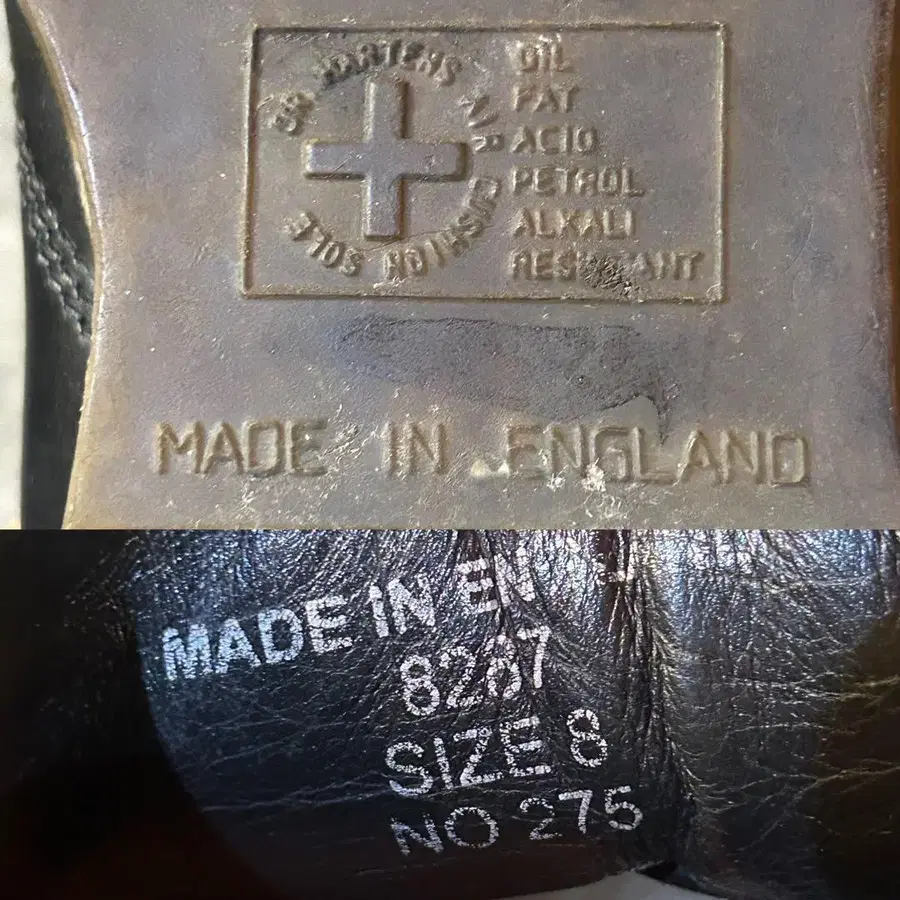 DR MARTENS AIR CUSHION SOLE
OIL
FAT
ACID
PETROL
ALKALI
RESISTANT
MADE IN ENGLAND
MADE IN EN
8287
SIZE 8
NO 275